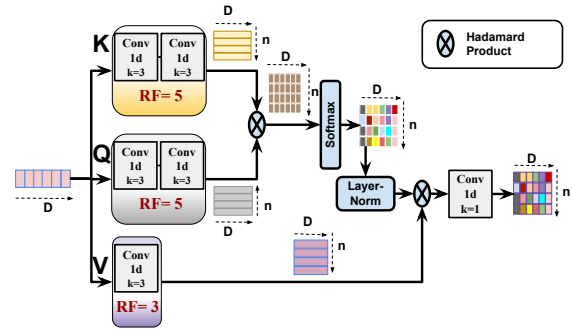 K
Conv
1d
k=3
Conv
1d
k=3
RF= 5
D
n
D
n
Hadamard
Product
Q
Conv
1d
k=3
Conv
1d
k=3
RF= 5
D
n
Softmax
D
n
Layer-
Norm
Conv
1d
k=1
D
n
D
V
Conv
1d
k=3
RF= 3
D
n